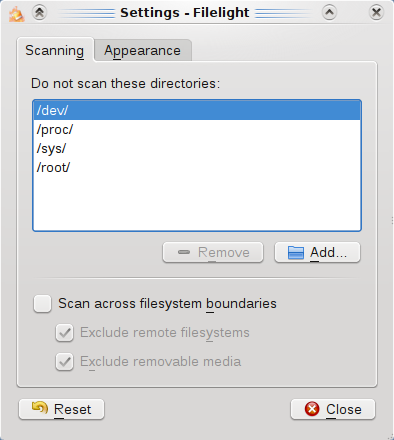 Settings - Filelight
Scanning Appearance
Do not scan these directories:
/dev/
/proc/
/sys/
/root/
Remove Add...
Scan across filesystem boundaries
Exclude remote filesystems
Exclude removable media
Reset Close